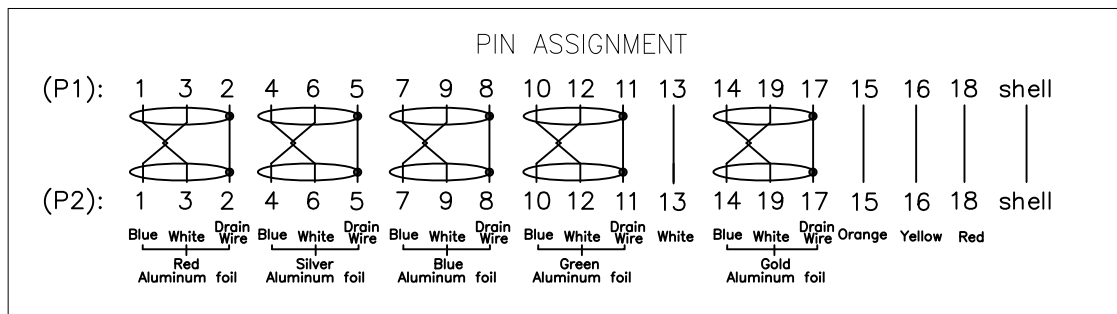 PIN ASSIGNMENT
(P1): 1 3 2 4 6 5 7 9 8 10 12 11 13 14 19 17 15 16 18 shell
(P2): 1 3 2 4 6 5 7 9 8 10 12 11 13 14 19 17 15 16 18 shell
Blue White Drain Wire Blue White Drain Wire Blue White Drain Wire Blue White Drain Wire White Blue White Drain Wire Orange Yellow Red
Red Silver Blue Green Gold
Aluminum foil Aluminum foil Aluminum foil Aluminum foil Aluminum foil